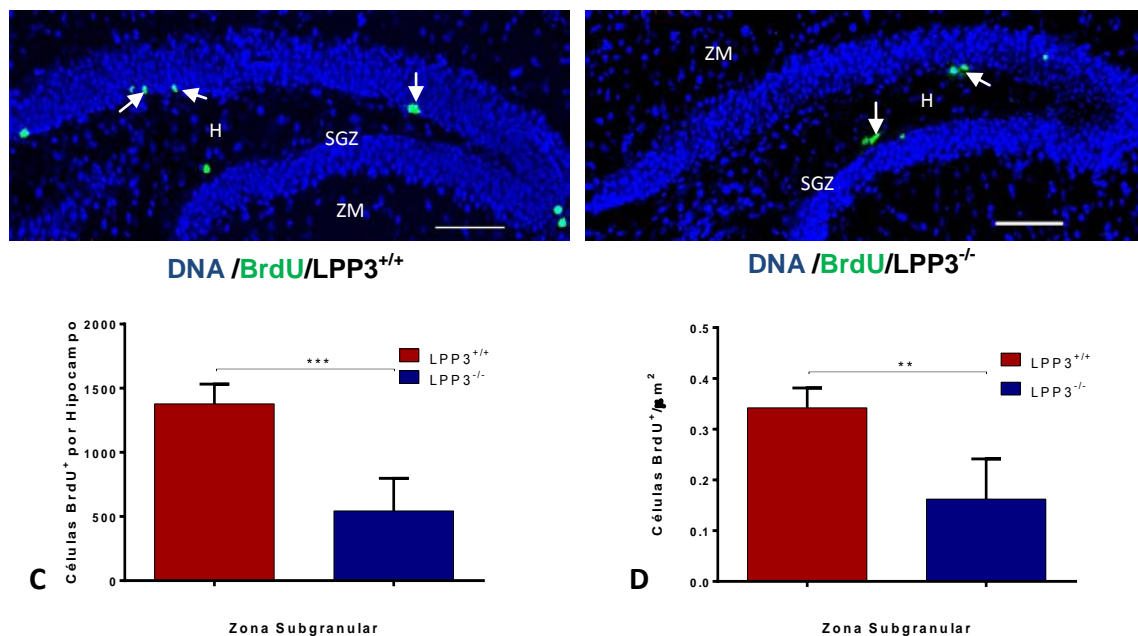 H
SGZ
ZM
ZM
H
SGZ
DNA /BrdU/LPP3+/+
DNA /BrdU/LPP3-/-
Células BrdU+ por Hipocampo
2000
1500
1000
500
0
***
LPP3+/+
LPP3-/-
C
Zona Subgranular
Células BrdU+/μm2
0.5
0.4
0.3
0.2
0.1
0.0
**
LPP3+/+
LPP3-/-
D
Zona Subgranular